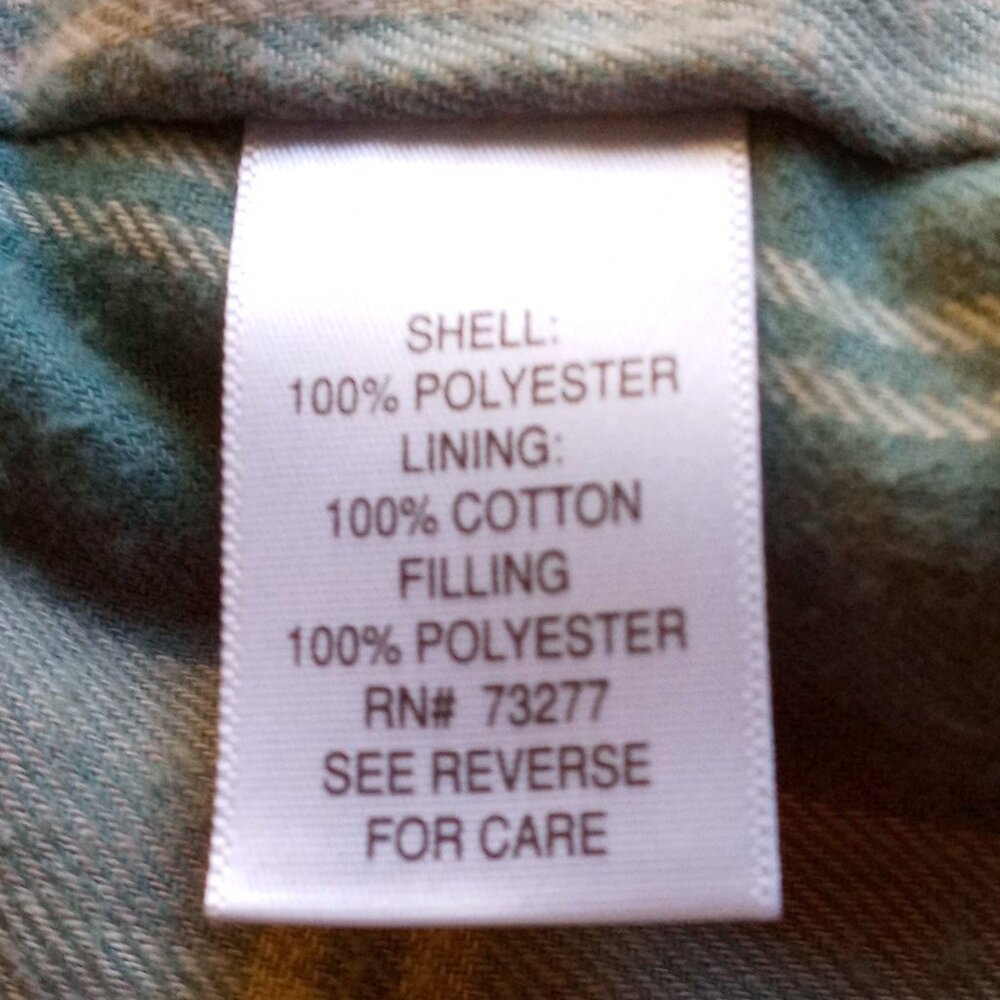 SHELL:
100% POLYESTER
LINING:
100% COTTON
FILLING
100% POLYESTER
RN# 73277
SEE REVERSE
FOR CARE